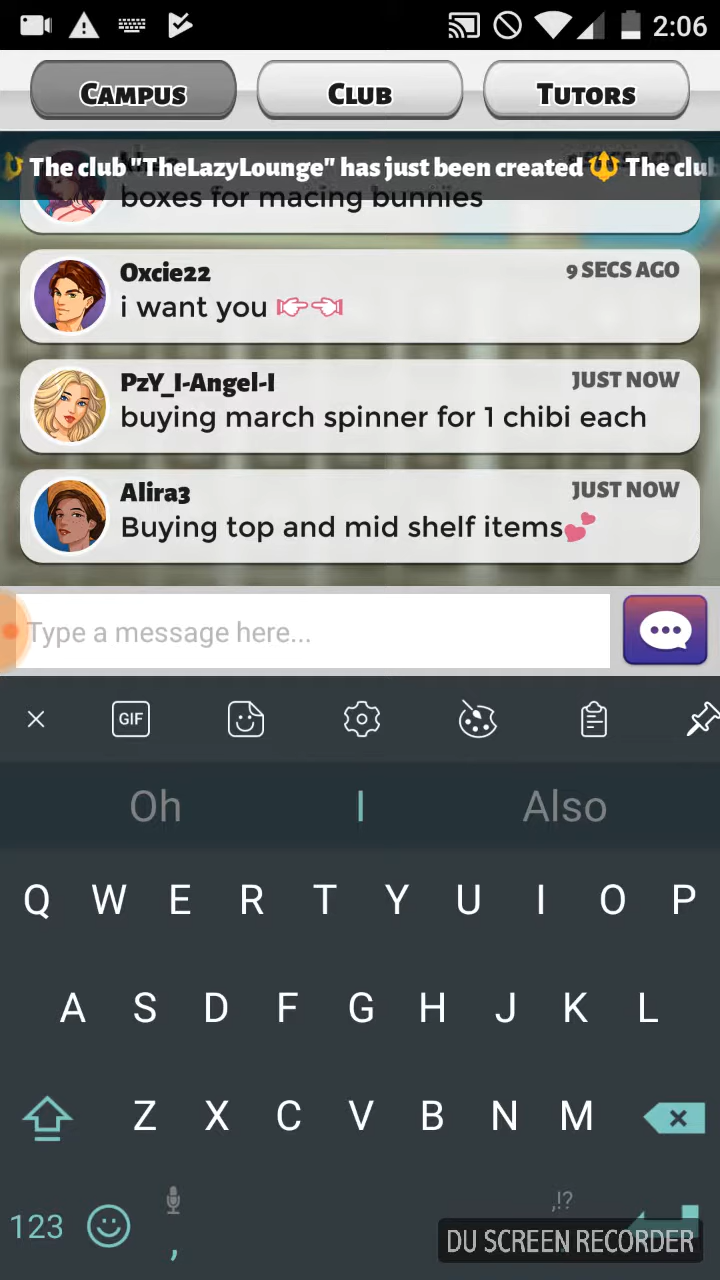 2:06
CAMPUS
CLUB
TUTORS
The club "TheLazyLounge" has just been created 🔱 The clu
boxes for macing bunnies
Oxcie22
9 SECS AGO
i want you 👉👈
PzY_I-Angel-I
JUST NOW
buying march spinner for 1 chibi each
Alira3
JUST NOW
Buying top and mid shelf items💕
Type a message here...
GIF
Oh
I
Also
Q W E R T Y U I O P
A S D F G H J K L
Z X C V B N M
123
,
,!?
DU SCREEN RECORDER